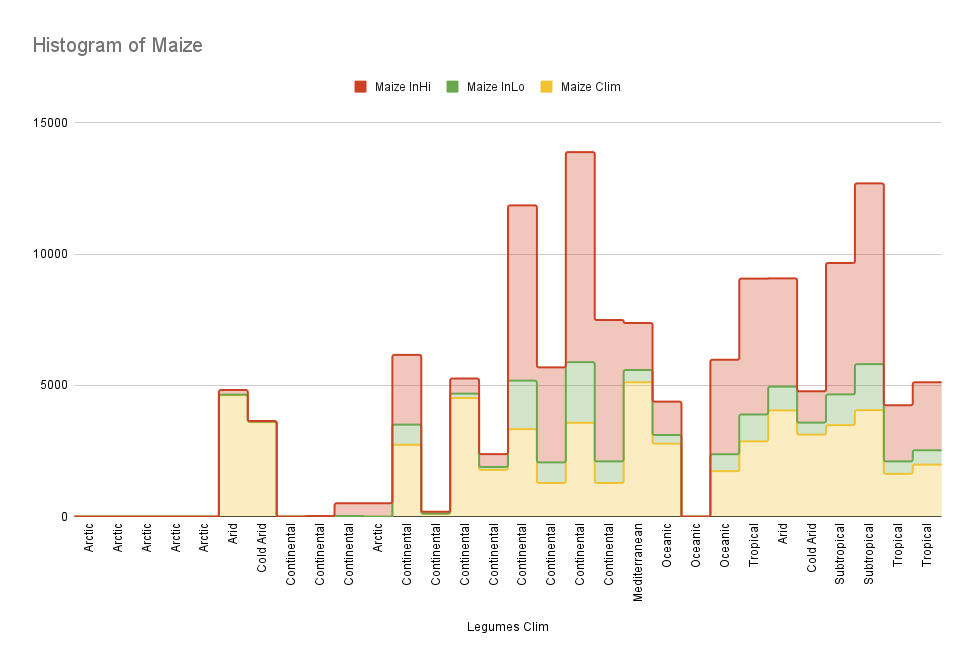 Histogram of Maize
Maize InHi Maize InLo Maize Clim
15000
10000
5000
0
Arctic
Arctic
Arctic
Arctic
Arctic
Arid
Cold Arid
Continental
Continental
Continental
Arctic
Continental
Continental
Continental
Continental
Continental
Continental
Continental
Continental
Mediterranean
Oceanic
Oceanic
Oceanic
Tropical
Arid
Cold Arid
Subtropical
Subtropical
Tropical
Tropical
Legumes Clim